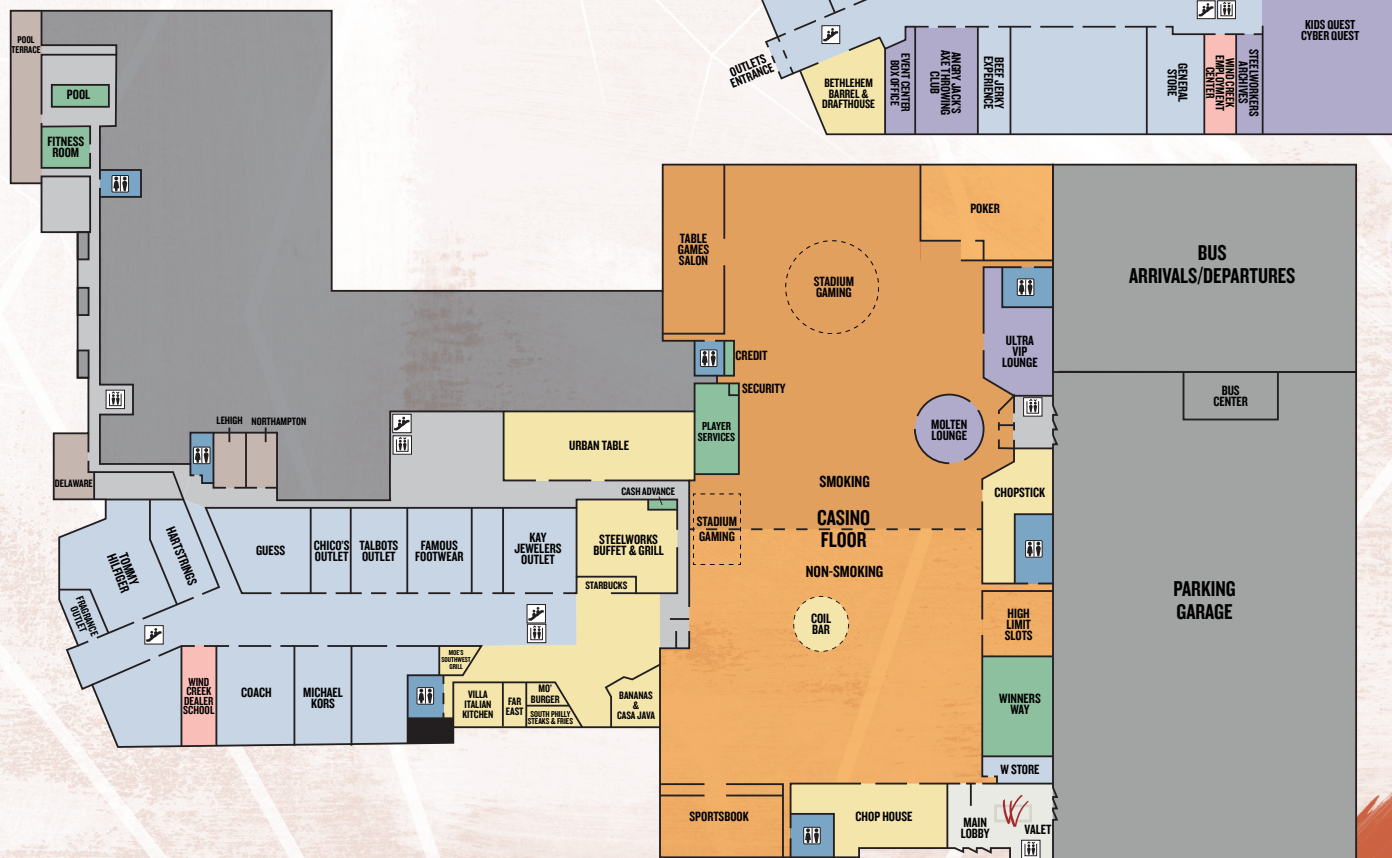 POOL
TERRACE
POOL
FITNESS
ROOM
OUTLETS
ENTRANCE
BETHLEHEM
BARREL &
DRAFTHOUSE
EVENT CENTER
BOX OFFICE
ANGRY JACK'S
AXE THROWING
CLUB
BEEF JERKY
EXPERIENCE
GENERAL
STORE
WIND CREEK
EMPLOYMENT
CENTER
STEELWORKERS
ARCHIVES
KIDS QUEST
CYBER QUEST
TABLE
GAMES
SALON
STADIUM
GAMING
POKER
BUS
ARRIVALS/DEPARTURES
CREDIT
SECURITY
PLAYER
SERVICES
ULTRA
VIP
LOUNGE
MOLTEN
LOUNGE
BUS
CENTER
LEHIGH
NORTHAMPTON
URBAN TABLE
DELAWARE
CASH ADVANCE
SMOKING
CASINO
FLOOR
NON-SMOKING
STADIUM
GAMING
CHOPSTICK
TOMMY
HILFIGER
HARTSTRINGS
GUESS
CHICO'S
OUTLET
TALBOTS
OUTLET
FAMOUS
FOOTWEAR
KAY
JEWELERS
OUTLET
STEELWORKS
BUFFET & GRILL
STARBUCKS
FRAGRANCE
OUTLET
COIL
BAR
HIGH
LIMIT
SLOTS
PARKING
GARAGE
WIND
CREEK
DEALER
SCHOOL
COACH
MICHAEL
KORS
MOE'S
SOUTHWEST
GRILL
VILLA
ITALIAN
KITCHEN
FAR
EAST
MO'
BURGER
SOUTH PHILLY
STEAKS & FRIES
BANANAS
&
CASA JAVA
WINNERS
WAY
W STORE
SPORTSBOOK
CHOP HOUSE
MAIN
LOBBY
VALET